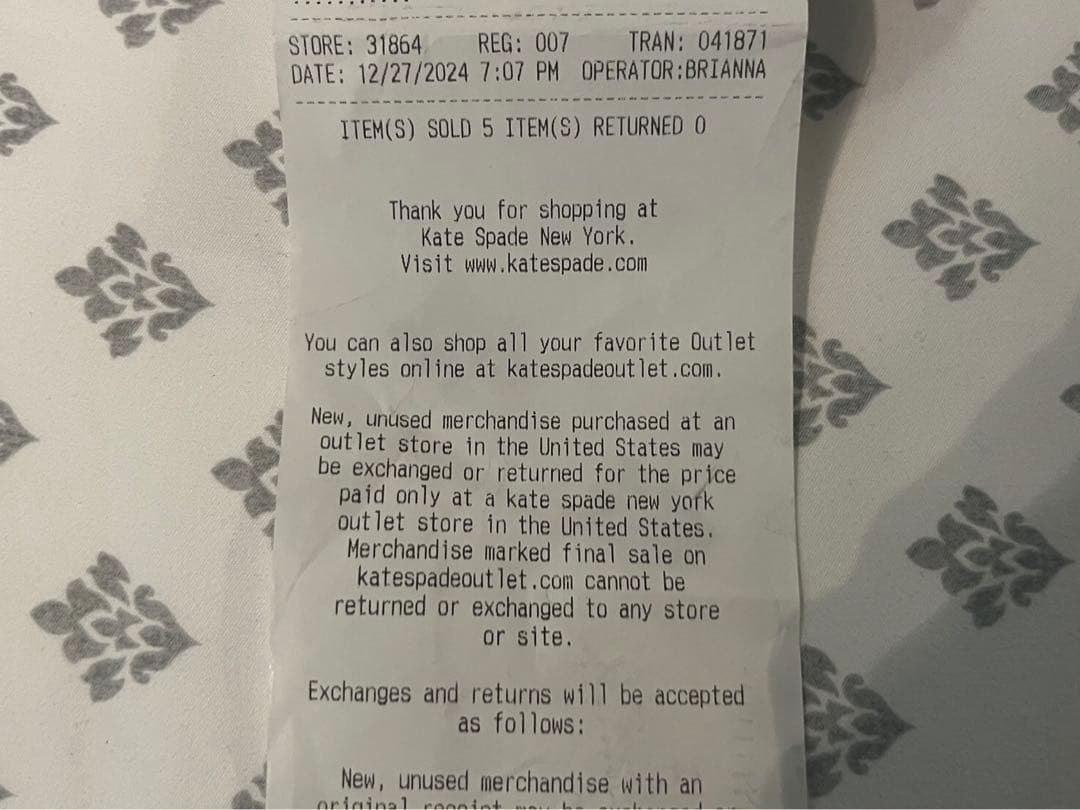 STORE: 31864 REG: 007 TRAN: 041871
DATE: 12/27/2024 7:07 PM OPERATOR:BRIANNA
ITEM(S) SOLD 5 ITEM(S) RETURNED 0
Thank you for shopping at
Kate Spade New York.
Visit www.katespade.com
You can also shop all your favorite Outlet
styles online at katespadeoutlet.com.
New, unused merchandise purchased at an
outlet store in the United States may
be exchanged or returned for the price
paid only at a kate spade new york
outlet store in the United States.
Merchandise marked final sale on
katespadeoutlet.com cannot be
returned or exchanged to any store
or site.
Exchanges and returns will be accepted
as follows:
New, unused merchandise with an
original receipt may be